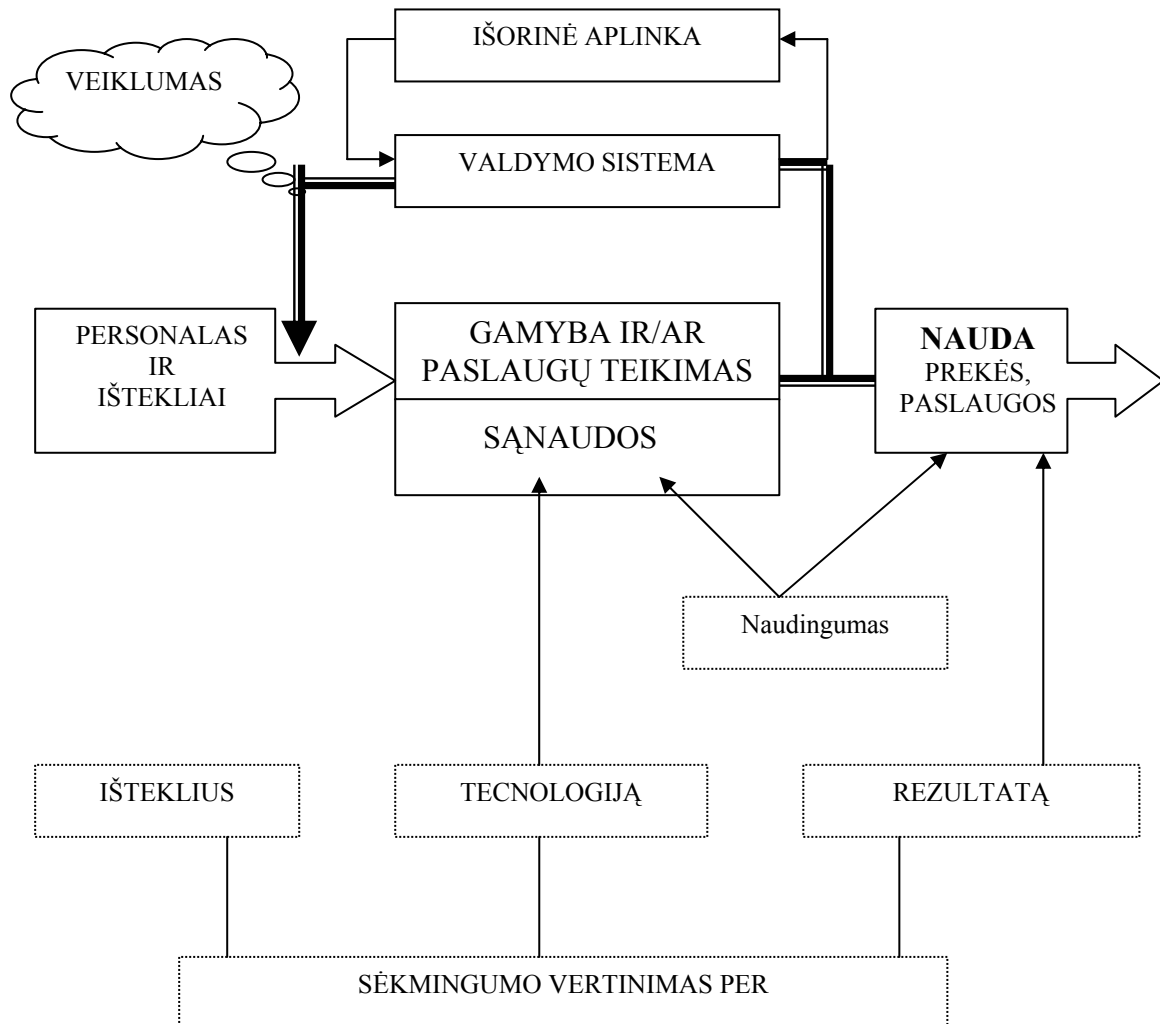 IŠORINĖ APLINKA
VEIKLUMAS
VALDYMO SISTEMA
PERSONALAS
IR
IŠTEKLIAI
GAMYBA IR/AR
PASLAUGŲ TEIKIMAS
SĄNAUDOS
NAUDA
PREKĖS,
PASLAUGOS
Naudingumas
IŠTEKLIUS
TECNOLOGIJĄ
REZULTATĄ
SĖKMINGUMO VERTINIMAS PER